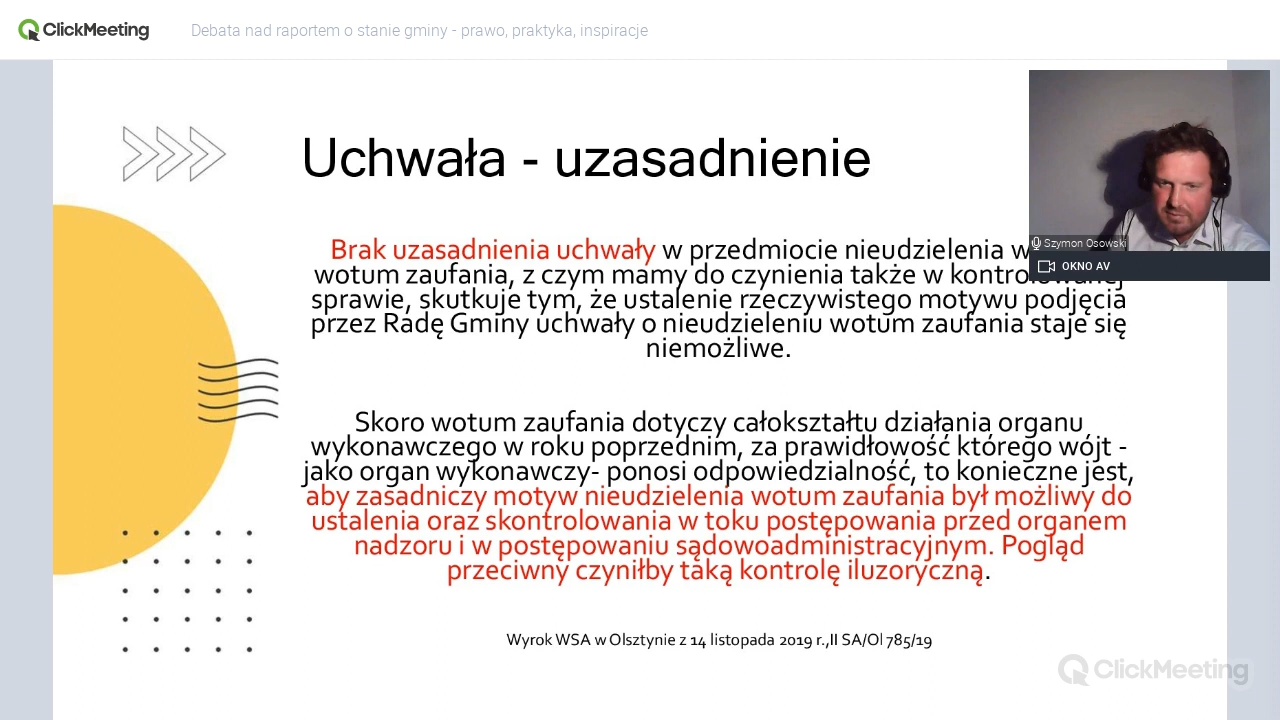 ClickMeeting
Debata nad raportem o stanie gminy - prawo, praktyka, inspiracje
Uchwała - uzasadnienie
Brak uzasadnienia uchwały w przedmiocie nieudzielenia
wotum zaufania, z czym mamy do czynienia także w kontrolowanej
sprawie, skutkuje tym, że ustalenie rzeczywistego motywu podjęcia
przez Radę Gminy uchwały o nieudzieleniu wotum zaufania staje się
niemożliwe.
Skoro wotum zaufania dotyczy całokształtu działania organu
wykonawczego w roku poprzednim, za prawidłowość którego wójt -
jako organ wykonawczy- ponosi odpowiedzialność, to konieczne jest,
aby zasadniczy motyw nieudzielenia wotum zaufania był możliwy do
ustalenia oraz skontrolowania w toku postępowania przed organem
nadzoru i w postępowaniu sądowoadministracyjnym. Pogląd
przeciwny czyniłby taką kontrolę iluzoryczną.
Wyrok WSA w Olsztynie z 14 listopada 2019 r.,II SA/Ol 785/19
Szymon Osowski
OKNO AV
ClickMeeting